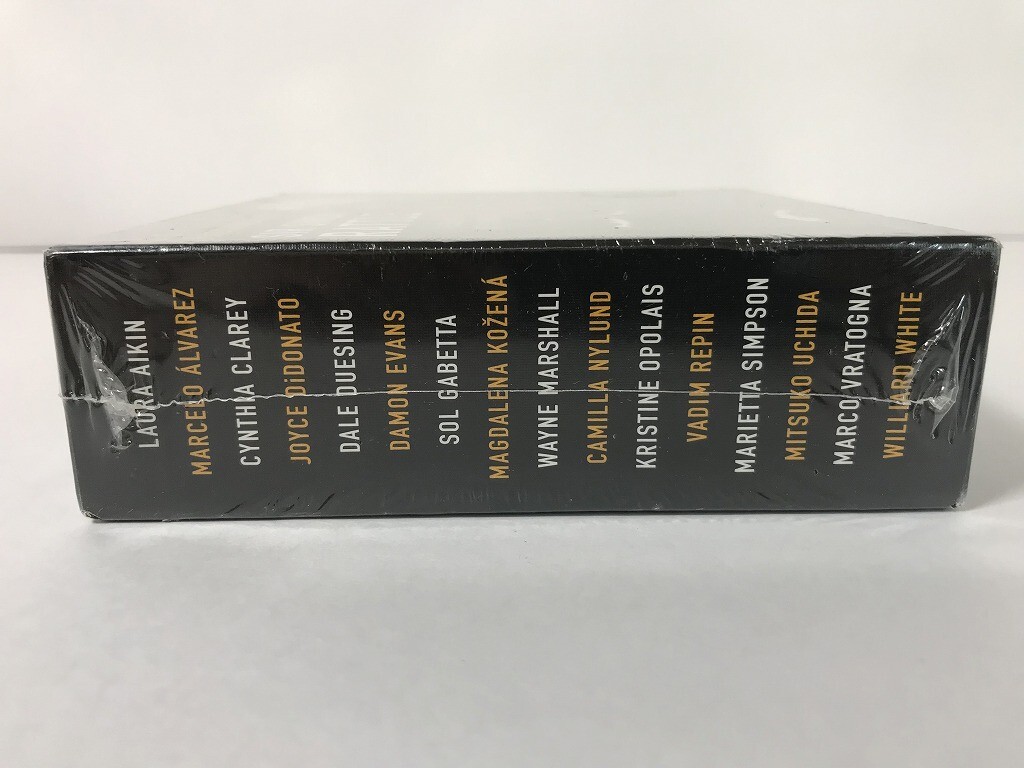 LAURA AIKIN
MARCELO ÁLVAREZ
CYNTHRA CLAREY
JOYCE DiDONATO
DALE DUESING
DAMON EVANS
SOL GABETTA
MAGDALENA KOŽENÁ
WAYNE MARSHALL
CAMILLA NYLUND
KRISTINE OPOLAIS
VADIM REPIN
MARIETTA SIMPSON
MITSUKO UCHIDA
MARCO VRATOGNA
WILLARD WHITE